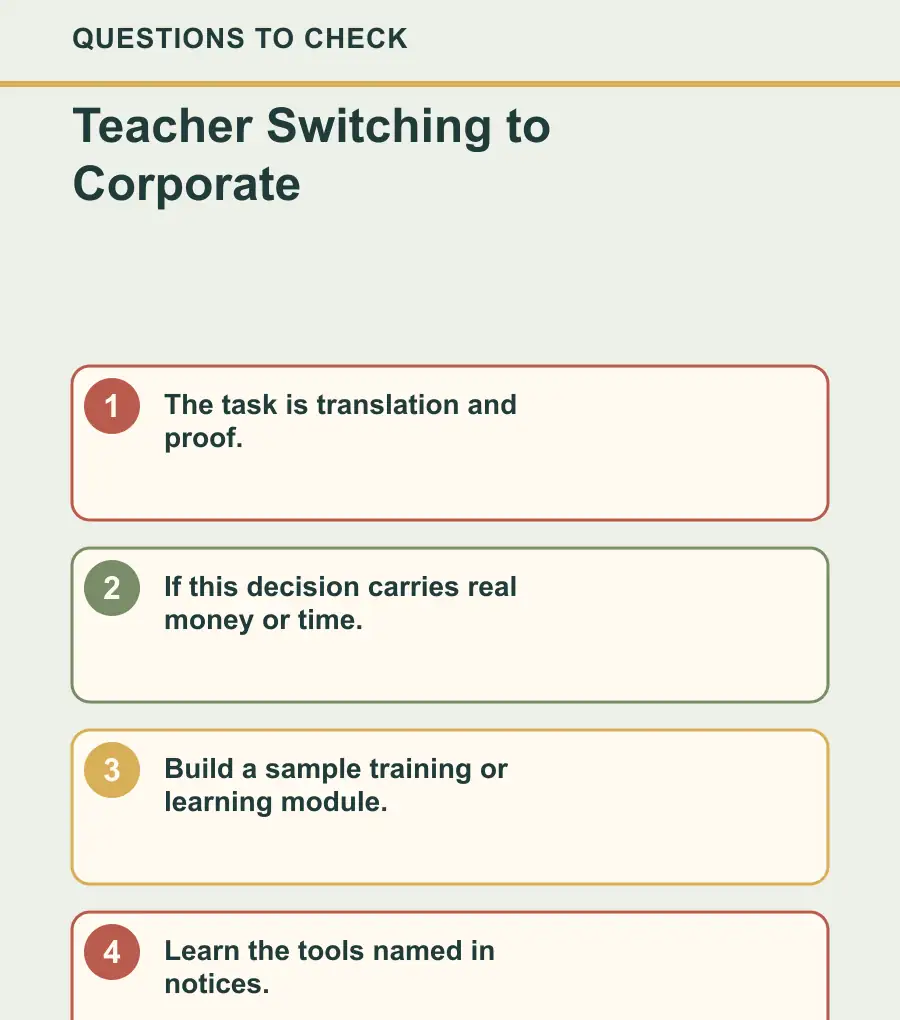 QUESTIONS TO CHECK
Teacher Switching to
Corporate
1
The task is translation and
proof.
2
If this decision carries real
money or time.
3
Build a sample training or
learning module.
4
Learn the tools named in
notices.